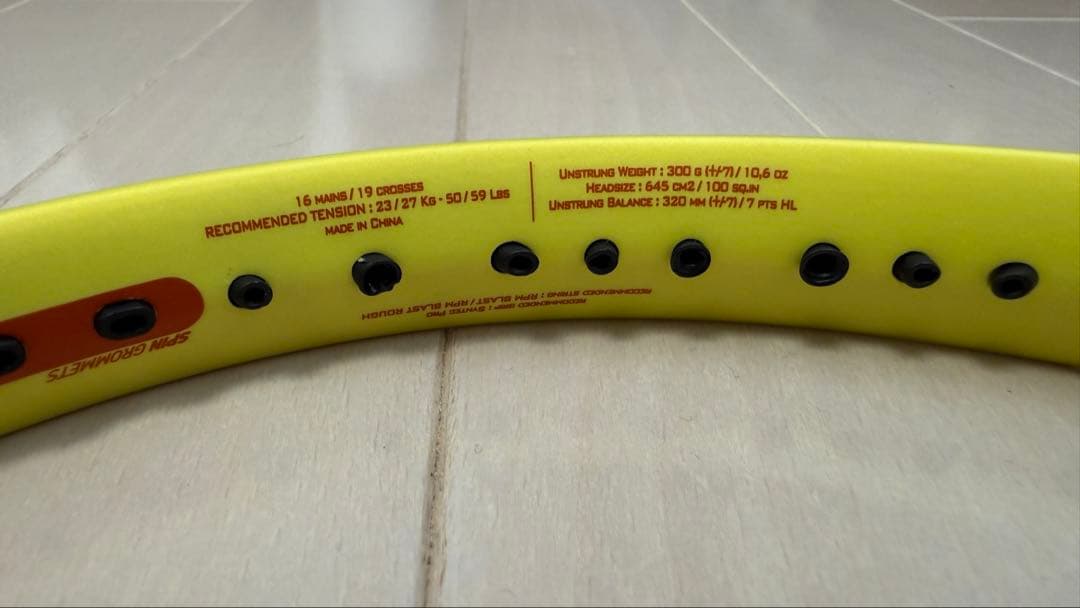 16 MAINS / 19 CROSSES
RECOMMENDED TENSION : 23 / 27 KG - 50 / 59 LBS
MADE IN CHINA
UNSTRUNG WEIGHT : 300 G (+/-7) / 10,6 OZ
HEADSIZE : 645 CM2 / 100 SQ.IN
UNSTRUNG BALANCE : 320 MM (+/-7) / 7 PTS HL
RECOMMENDED GRIP : SYNTEC PRO
RECOMMENDED STRING : RPM BLAST / RPM BLAST ROUGH
SPIN GROMMETS